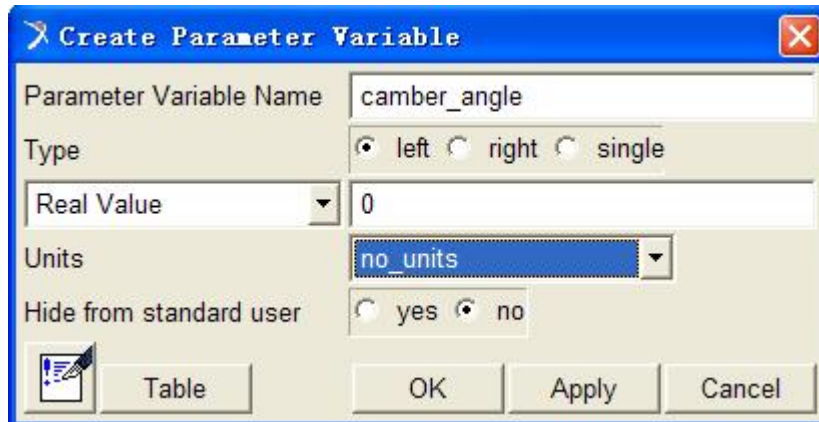 Create Parameter Variable
Parameter Variable Name camber_angle
Type left right single
Real Value 0
Units no_units
Hide from standard user yes no
Table OK Apply Cancel